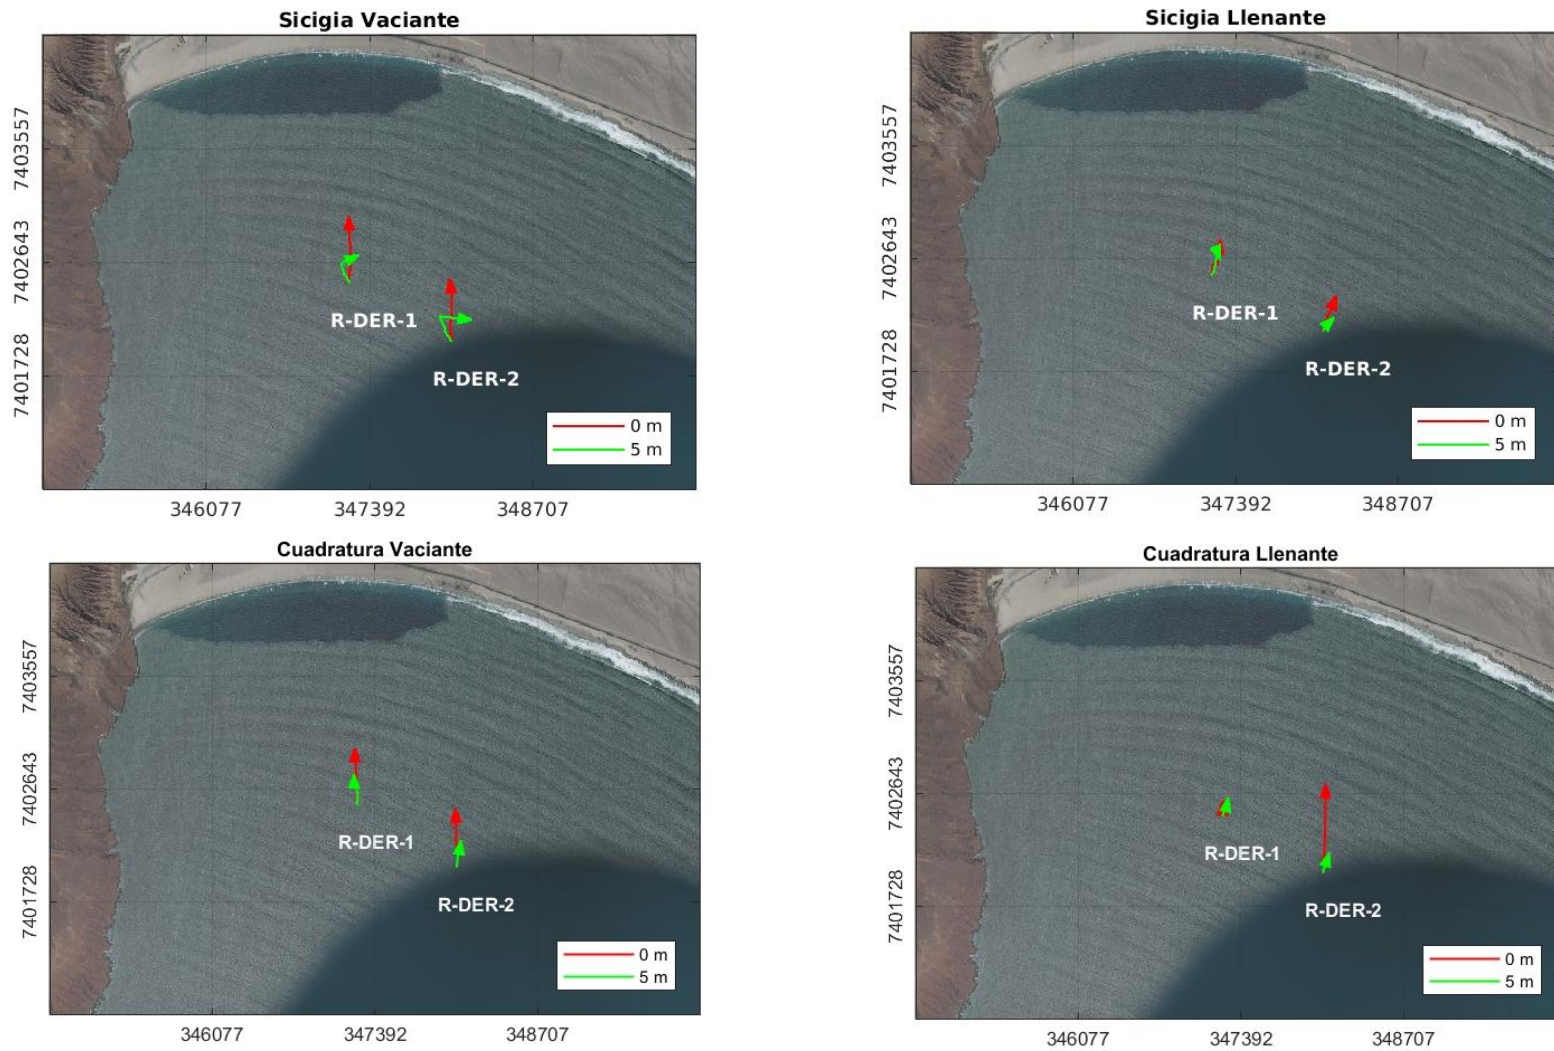 Sicigia Vaciante
7403557
7402643
7401728
R-DER-1
R-DER-2
0 m
5 m
346077 347392 348707
Sicigia Llenante
7403557
7402643
7401728
R-DER-1
R-DER-2
0 m
5 m
346077 347392 348707
Cuadratura Vaciante
7403557
7402643
7401728
R-DER-1
R-DER-2
0 m
5 m
346077 347392 348707
Cuadratura Llenante
7403557
7402643
7401728
R-DER-1
R-DER-2
0 m
5 m
346077 347392 348707